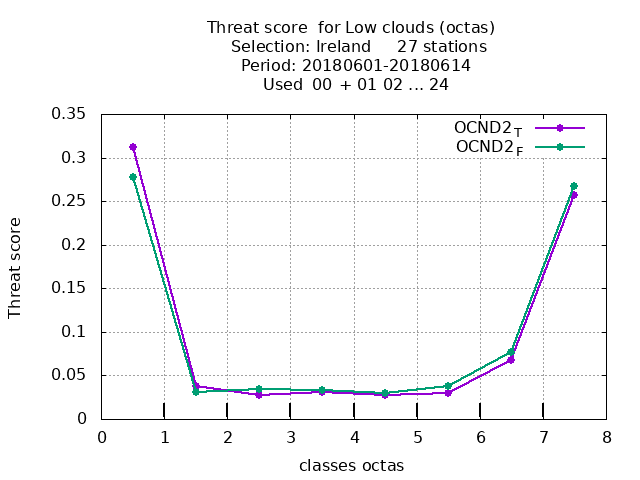 Threat score  for Low clouds (octas)
Selection: Ireland     27 stations
Period: 20180601-20180614
Used  00 + 01 02 ... 24
OCND2_T
OCND2_F
Threat score
0.35
0.3
0.25
0.2
0.15
0.1
0.05
0
0 1 2 3 4 5 6 7 8
classes octas